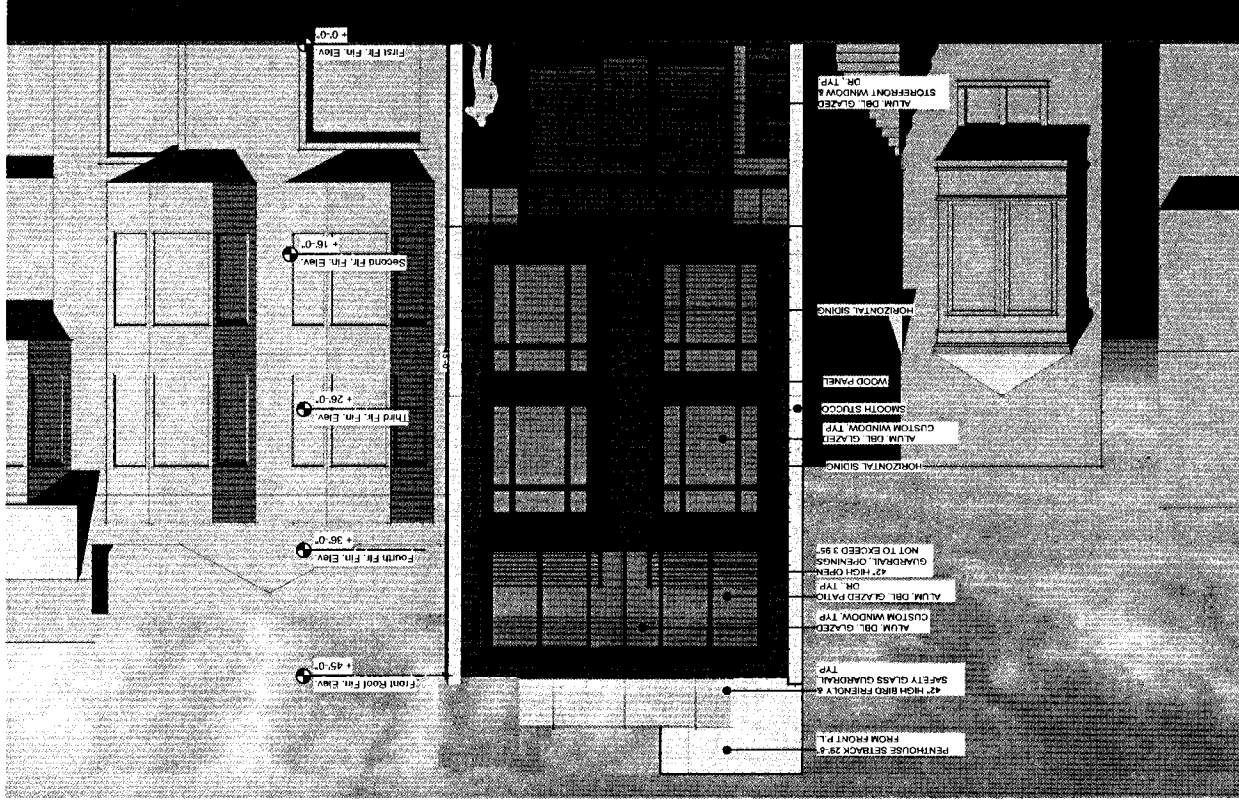 PENTHOUSE SETBACK 29'-8"
FROM FRONT P.L.
42" HIGH BIRD FRIENDLY &
SAFETY GLASS GUARDRAIL,
TYP
ALUM. DBL. GLAZED
CUSTOM WINDOW, TYP
ALUM. DBL. GLAZED PATIO
DR., TYP
42" HIGH OPEN
GUARDRAIL, OPENINGS
NOT TO EXCEED 3.95"
HORIZONTAL SIDING
ALUM. DBL. GLAZED
CUSTOM WINDOW, TYP
SMOOTH STUCCO
WOOD PANEL
HORIZONTAL SIDING
ALUM. DBL. GLAZED
STOREFRONT WINDOW &
DR., TYP
Front Roof Fin. Elev.
+ 45'-0"
Fourth Flr. Fin. Elev.
+ 36'-0"
Third Flr. Fin. Elev.
+ 26'-0"
Second Flr. Fin. Elev.
+ 16'-0"
First Flr. Fin. Elev.
+ 0'-0"